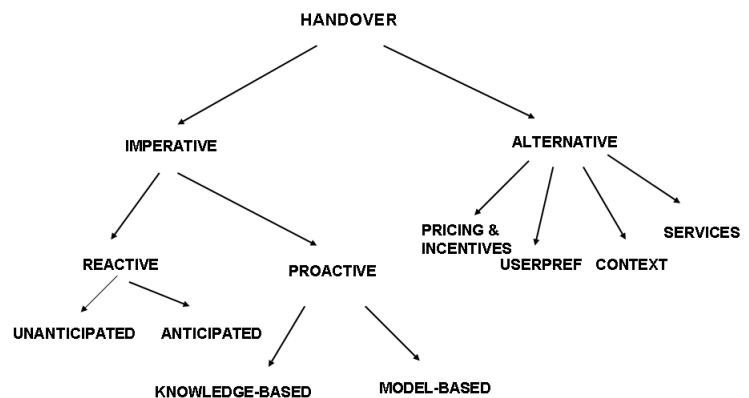 HANDOVER
IMPERATIVE
ALTERNATIVE
PRICING &
INCENTIVES
USERPREF
CONTEXT
SERVICES
REACTIVE
PROACTIVE
UNANTICIPATED
ANTICIPATED
KNOWLEDGE-BASED
MODEL-BASED